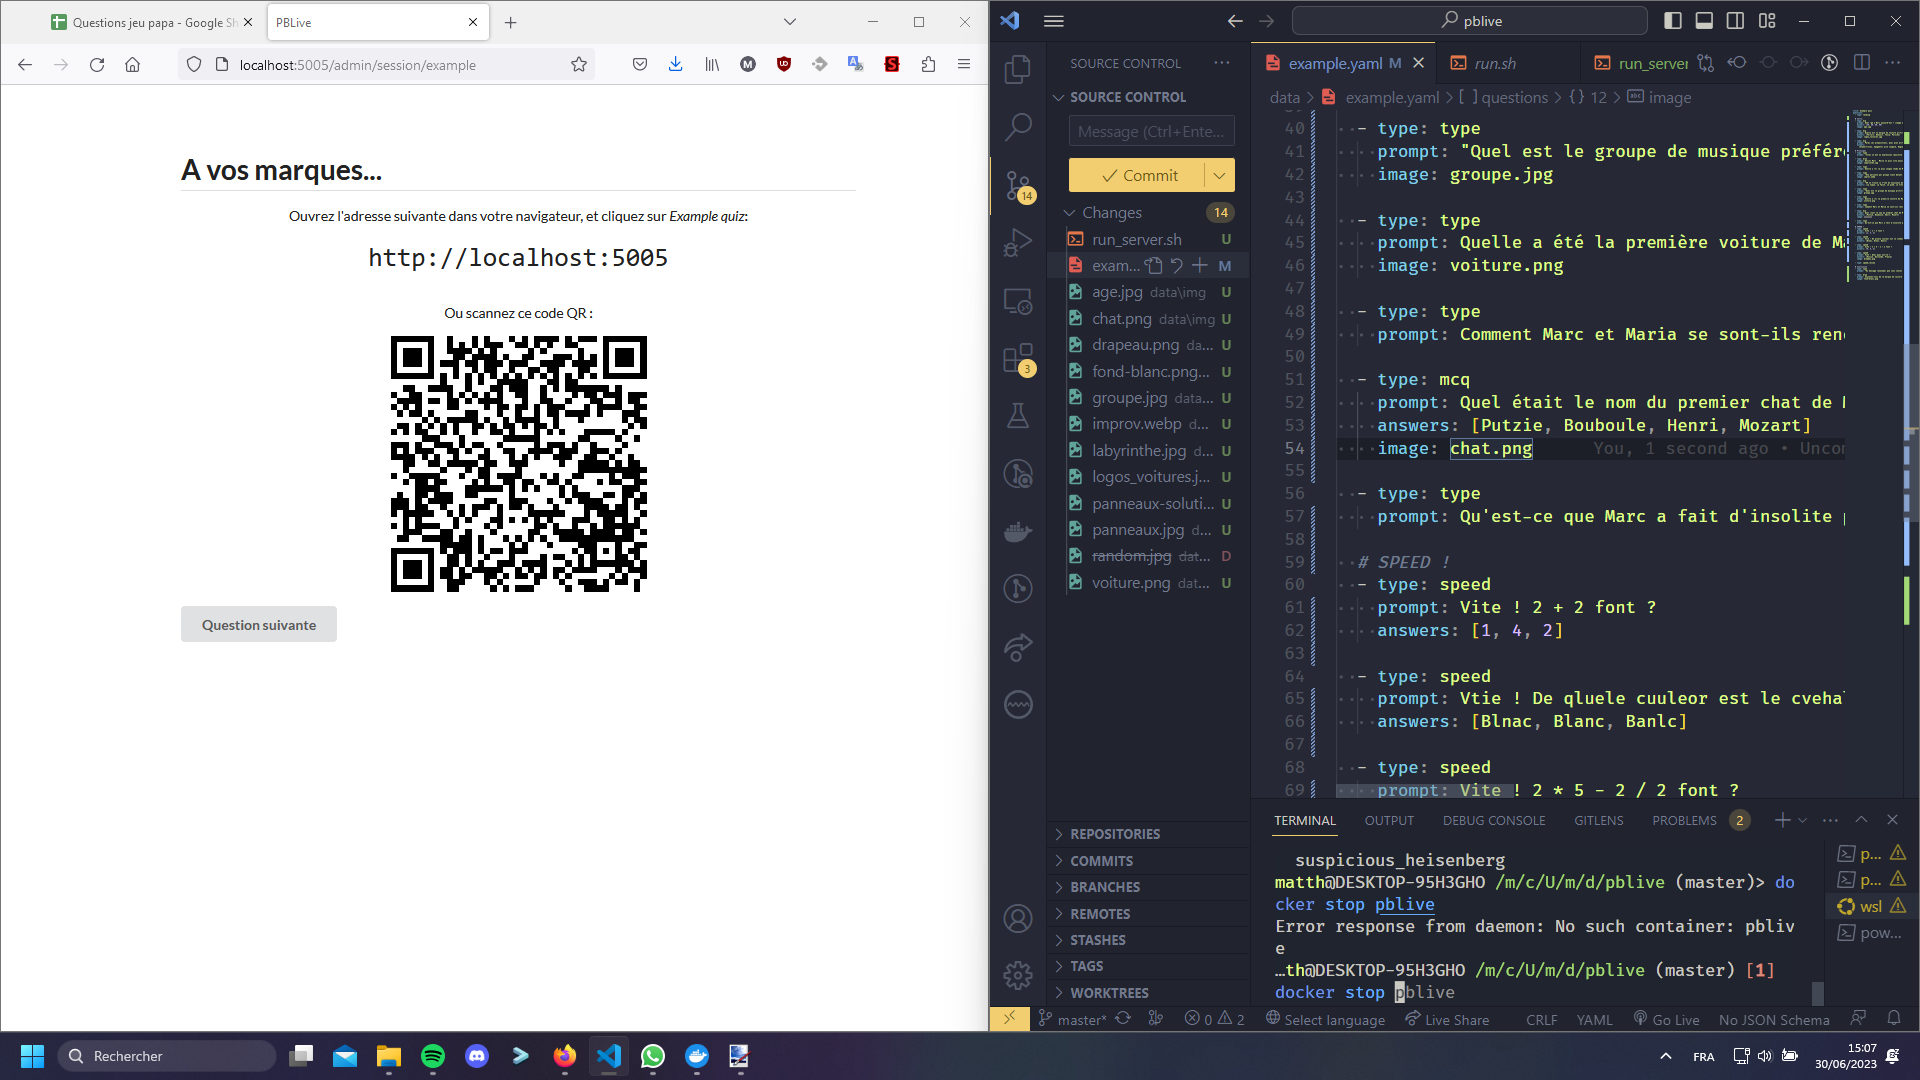 Questions jeu papa - Google Sh
PBLive
localhost:5005/admin/session/example
A vos marques...
Ouvrez l'adresse suivante dans votre navigateur, et cliquez sur Example quiz:
http://localhost:5005
Ou scannez ce code QR :
Question suivante
pblive
SOURCE CONTROL
SOURCE CONTROL
Message (Ctrl+Ente...
Commit
Changes 14
run_server.sh U
exam... M
age.jpg data\img U
chat.png data\img U
drapeau.png da... U
fond-blanc.png... U
groupe.jpg data... U
improv.webp d... U
labyrinthe.jpg d... U
logos_voitures.j... U
panneaux-soluti... U
panneaux.jpg d... U
random.jpg dat... D
voiture.png dat... U
REPOSITORIES
COMMITS
BRANCHES
REMOTES
STASHES
TAGS
WORKTREES
14
3
example.yaml M
run.sh
run_server
data > example.yaml > [ ] questions > {} 12 > image
40 - type: type
41 prompt: "Quel est le groupe de musique préfér
42 image: groupe.jpg
43
44 - type: type
45 prompt: Quelle a été la première voiture de Ma
46 image: voiture.png
47
48 - type: type
49 prompt: Comment Marc et Maria se sont-ils ren
50
51 - type: mcq
52 prompt: Quel était le nom du premier chat de
53 answers: [Putzie, Bouboule, Henri, Mozart]
54 image: chat.png You, 1 second ago • Uncor
55
56 - type: type
57 prompt: Qu'est-ce que Marc a fait d'insolite
58
59 # SPEED !
60 - type: speed
61 prompt: Vite ! 2 + 2 font ?
62 answers: [1, 4, 2]
63
64 - type: speed
65 prompt: Vtie ! De qluele cuuleor est le cveha
66 answers: [Blnac, Blanc, Banlc]
67
68 - type: speed
69 prompt: Vite ! 2 * 5 - 2 / 2 font ?
TERMINAL OUTPUT DEBUG CONSOLE GITLENS PROBLEMS 2
suspicious_heisenberg
matth@DESKTOP-95H3GHO /m/c/U/m/d/pblive (master)> do
cker stop pblive
Error response from daemon: No such container: pbliv
e
…th@DESKTOP-95H3GHO /m/c/U/m/d/pblive (master) [1]
docker stop pblive
p...
p...
wsl
pow...
master* 0 2 Select language Live Share CRLF YAML Go Live No JSON Schema
Rechercher
FRA
15:07
30/06/2023